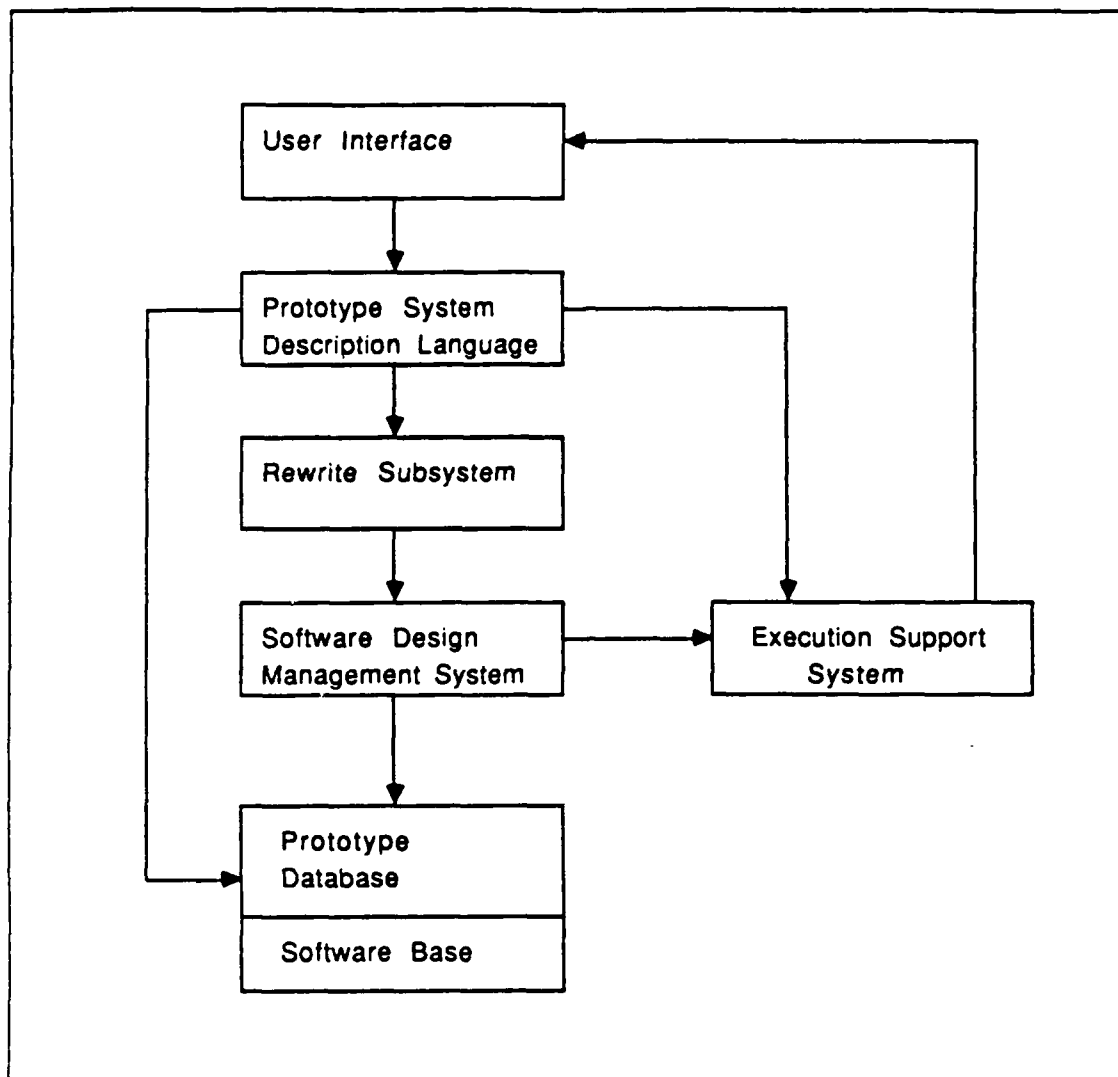 User Interface
Prototype System
Description Language
Rewrite Subsystem
Software Design
Management System
Execution Support
System
Prototype
Database
Software Base